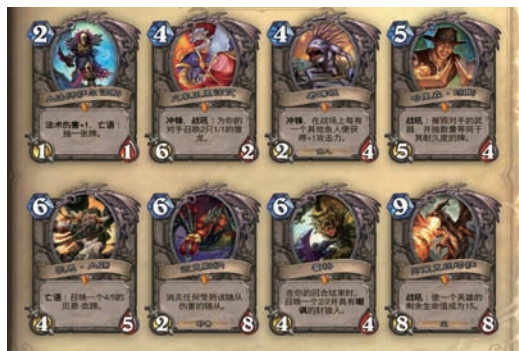 2
4
4
5
法术伤害+1，亡语：
抽一张牌。
冲锋，战吼：为你的
对手召唤2只1/1的雏
龙。
冲锋，在战场上每有
一个其他鱼人便获
得+1攻击力。
战吼：摧毁对手的武
器，并抽数量等同于
其耐久度的牌。
1
1
6
2
2
4
5
4
6
6
6
9
亡语：召唤一个4/5的
贝恩·血蹄。
消灭任何受到该随从
伤害的随从。
在你的回合结束时，
召唤一个2/2并具有嘲
讽的豺狼人。
战吼：使一个英雄的
剩余生命值成为15。
4
5
2
8
4
4
8
8